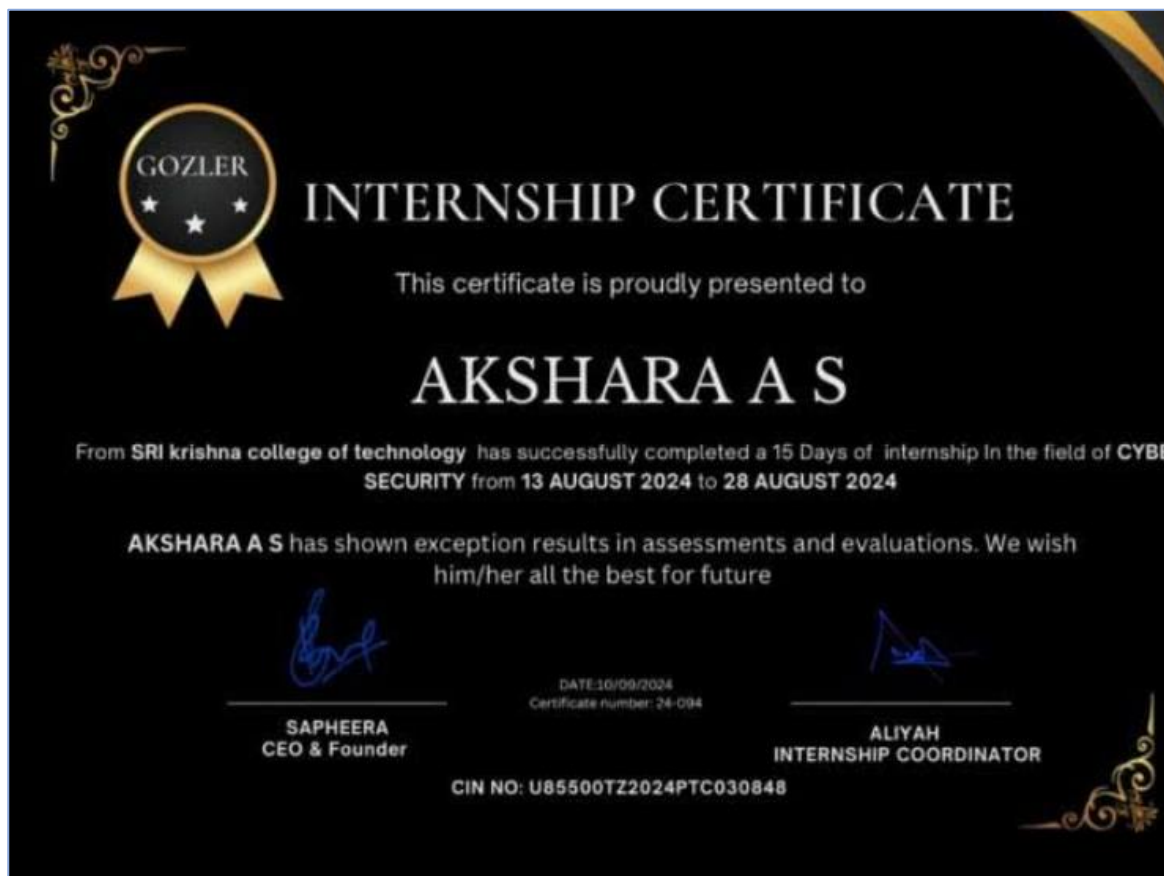 GOZLER
INTERNSHIP CERTIFICATE
This certificate is proudly presented to
AKSHARA A S
From SRI krishna college of technology has successfully completed a 15 Days of internship In the field of CYBE
SECURITY from 13 AUGUST 2024 to 28 AUGUST 2024
AKSHARA A S has shown exception results in assessments and evaluations. We wish
him/her all the best for future
DATE:10/09/2024
Certificate number: 24-094
SAPHEERA
CEO & Founder
ALIYAH
INTERNSHIP COORDINATOR
CIN NO: U85500TZ2024PTC030848